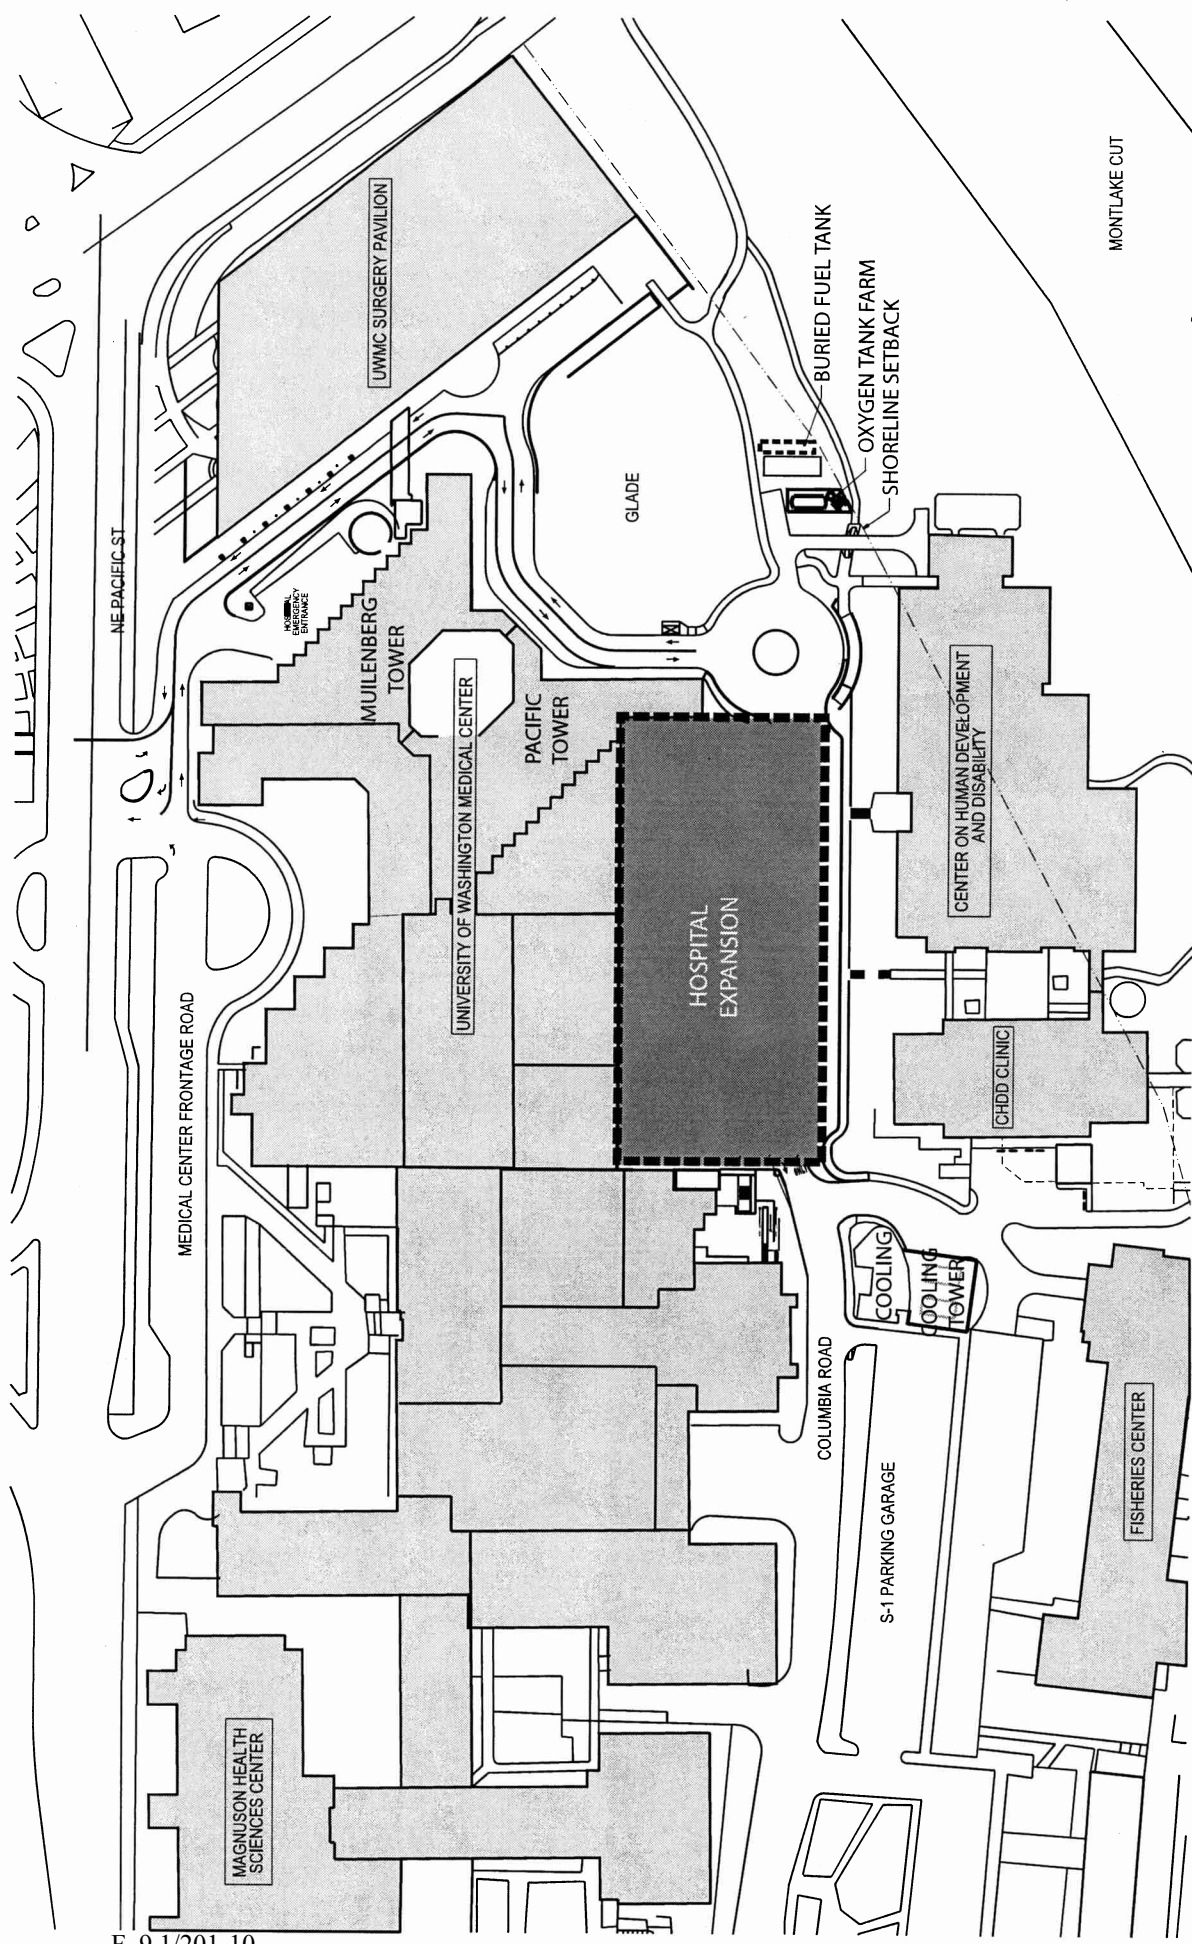 NE PACIFIC ST
MEDICAL CENTER FRONTAGE ROAD
UWMC SURGERY PAVILION
EMERGENCY
ENTRANCE
MUILENBERG
TOWER
UNIVERSITY OF WASHINGTON MEDICAL CENTER
PACIFIC
TOWER
GLADE
HOSPITAL
EXPANSION
BURIED FUEL TANK
OXYGEN TANK FARM
SHORELINE SETBACK
MONTLAKE CUT
CENTER ON HUMAN DEVELOPMENT
AND DISABILITY
CHDD CLINIC
COOLING
COOLING
TOWER
COLUMBIA ROAD
S-1 PARKING GARAGE
FISHERIES CENTER
MAGNUSON HEALTH
SCIENCES CENTER